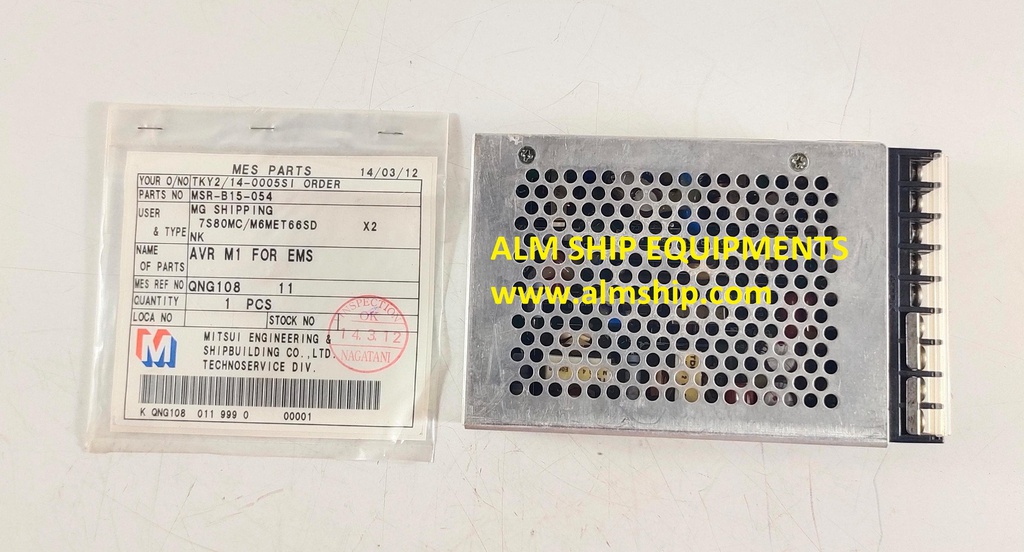 MES PARTS 14/03/12
YOUR O/NO TKY2/14-0005SI ORDER
PARTS NO MSR-B15-054
USER MG SHIPPING
& TYPE 7S80MC/M6MET66SD X2
NK
NAME OF PARTS AVR M1 FOR EMS
MES REF NO QNG108 11
QUANTITY 1 PCS
LOCA NO STOCK NO
MITSUI ENGINEERING &
SHIPBUILDING CO.,LTD.
TECHNOSERVICE DIV.
K QNG108 011 999 0 00001
INSPECTION
OK
14.3.12
NAGATANI
M
ALM SHIP EQUIPMENTS
www.almship.com